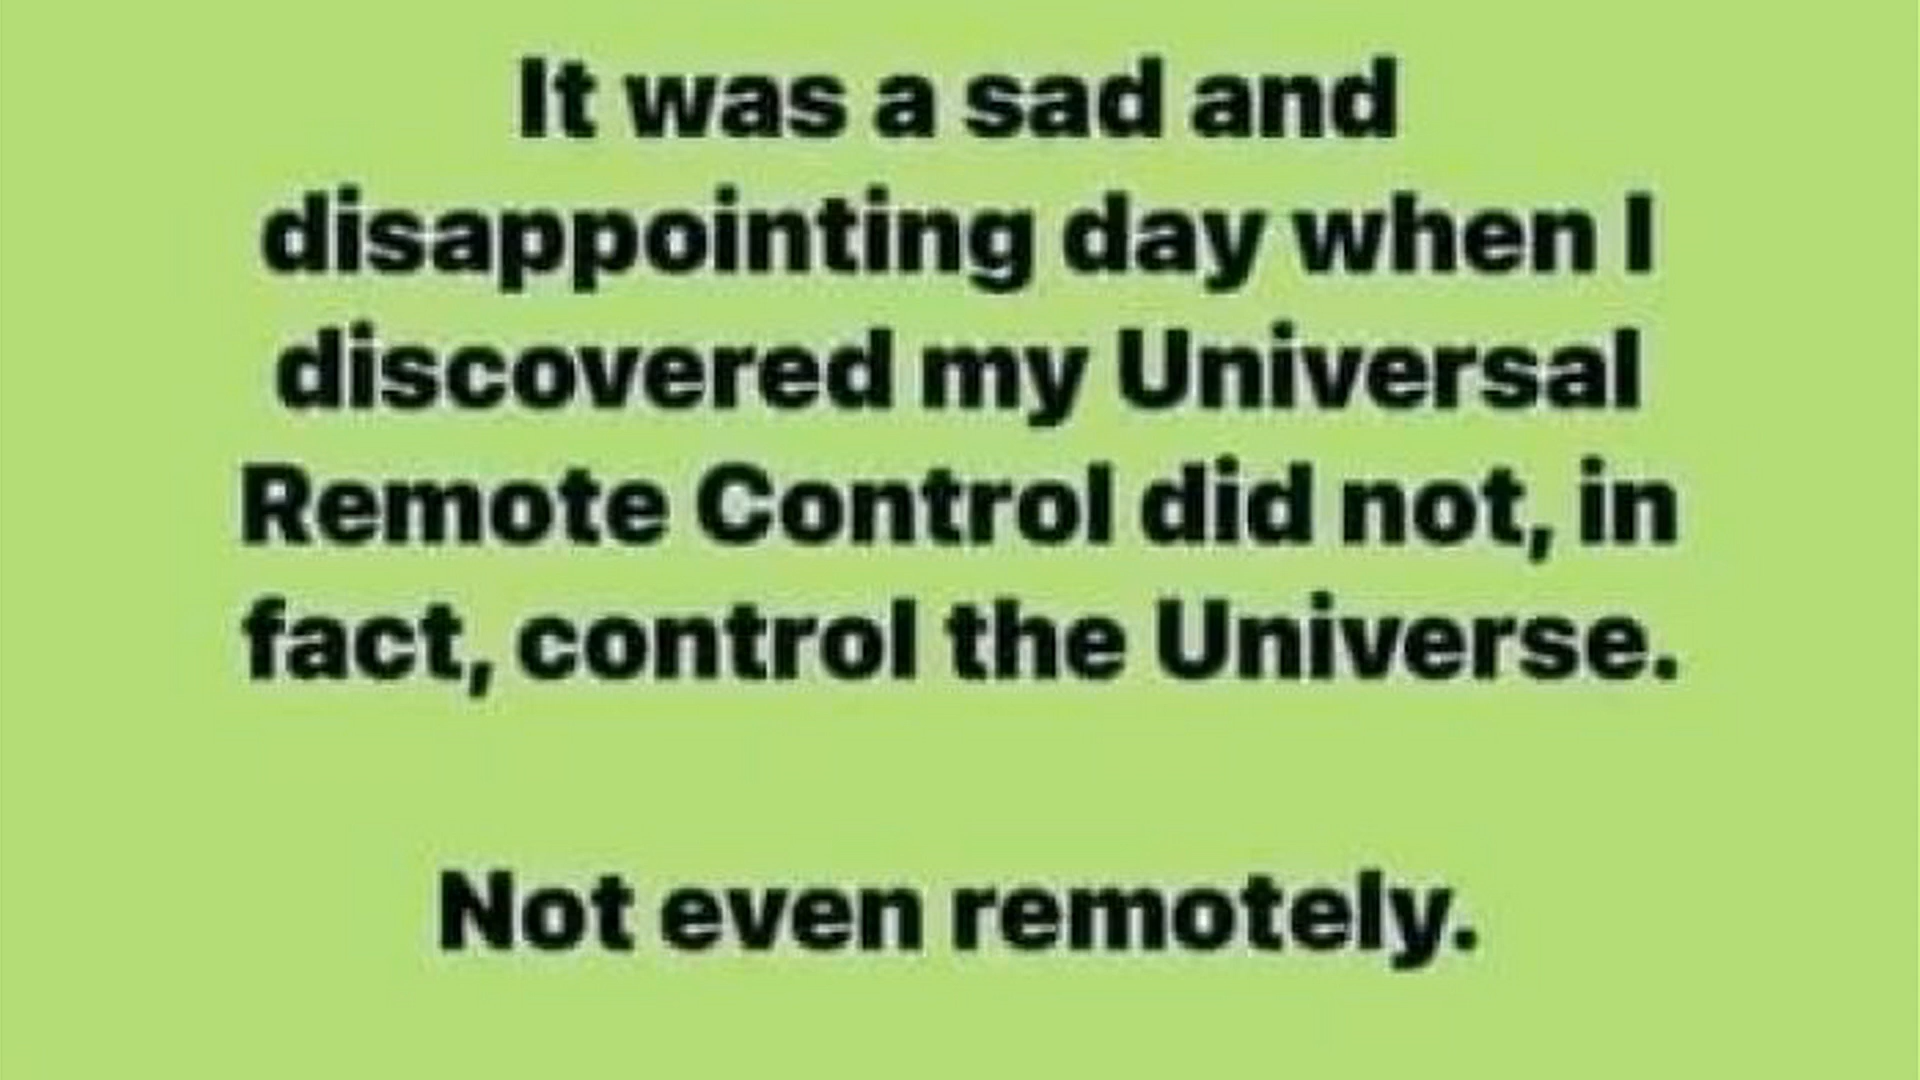 It was a sad and
disappointing day when I
discovered my Universal
Remote Control did not, in
fact, control the Universe.
Not even remotely.